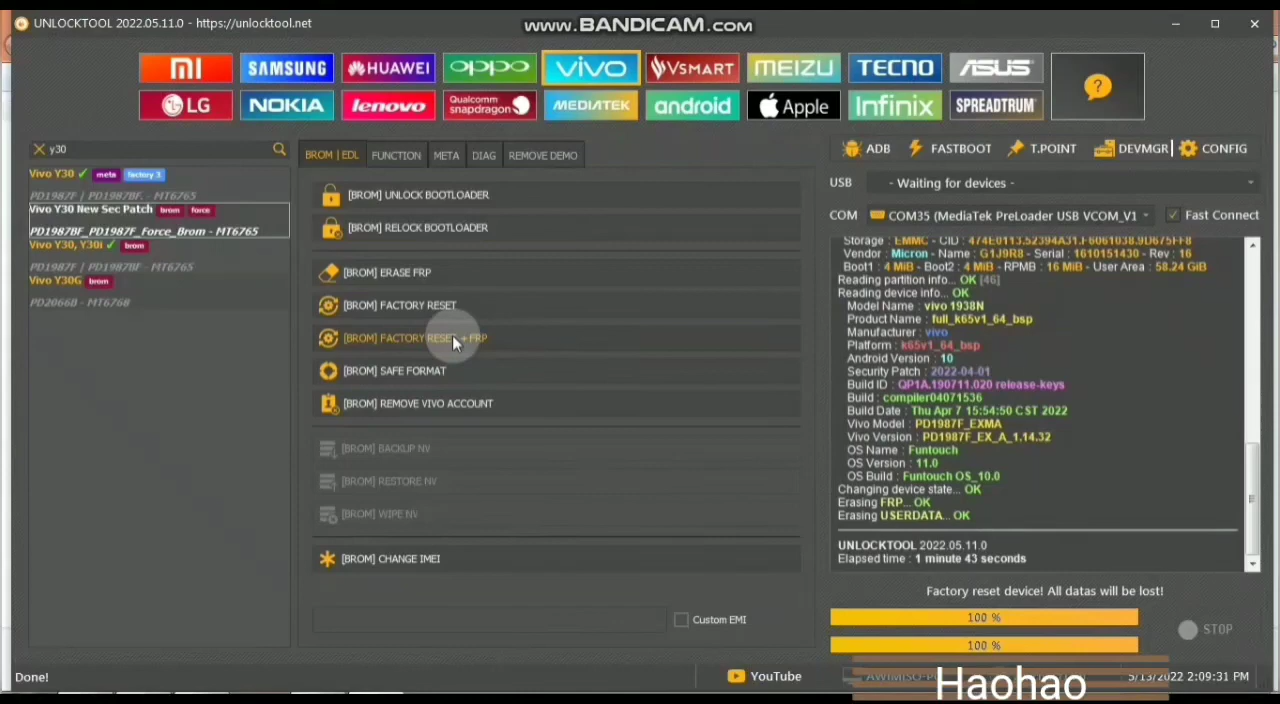 UNLOCKTOOL 2022.05.11.0 - https://unlocktool.net
www.BANDICAM.com
SAMSUNG HUAWEI oppo vivo VSMART MEIZU TECNO ASUS
LG NOKIA lenovo Qualcomm snapdragon MEDIATEK android Apple Infinix SPREADTRUM
y30
Vivo Y30 meta factory 3
PD1987F | PD1987BF. - MT6765
Vivo Y30 New Sec Patch brom force
PD1987BF_PD1987F_Force_Brom - MT6765
Vivo Y30, Y30i brom
PD1987F | PD1987BF - MT6765
Vivo Y30G brom
PD2066B - MT6768
BROM | EDL FUNCTION META DIAG REMOVE DEMO
[BROM] UNLOCK BOOTLOADER
[BROM] RELOCK BOOTLOADER
[BROM] ERASE FRP
[BROM] FACTORY RESET
[BROM] FACTORY RESET + FRP
[BROM] SAFE FORMAT
[BROM] REMOVE VIVO ACCOUNT
[BROM] BACKUP NV
[BROM] RESTORE NV
[BROM] WIPE NV
[BROM] CHANGE IMEI
Custom EMI
ADB FASTBOOT T.POINT DEVMGR CONFIG
USB - Waiting for devices -
COM COM35 (MediaTek PreLoader USB VCOM_V1 Fast Connect
Storage : EMMC - CID : 474E0113.52394A31.F6061038.9D675FF8
Vendor : Micron - Name : G1J9R8 - Serial : 1610151430 - Rev : 16
Boot1 : 4 MiB - Boot2 : 4 MiB - RPMB : 16 MiB - User Area : 58.24 GiB
Reading partition info... OK [46]
Reading device info... OK
Model Name : vivo 1938N
Product Name : full_k65v1_64_bsp
Manufacturer : vivo
Platform : k65v1_64_bsp
Android Version : 10
Security Patch : 2022-04-01
Build ID : QP1A.190711.020 release-keys
Build : compiler04071536
Build Date : Thu Apr 7 15:54:50 CST 2022
Vivo Model : PD1987F_EXMA
Vivo Version : PD1987F_EX_A_1.14.32
OS Name : Funtouch
OS Version : 11.0
OS Build : Funtouch OS_10.0
Changing device state... OK
Erasing FRP... OK
Erasing USERDATA... OK
UNLOCKTOOL 2022.05.11.0
Elapsed time : 1 minute 43 seconds
Factory reset device! All datas will be lost!
100 %
100 %
STOP
Done!
YouTube
5/13/2022 2:09:31 PM
Haohao